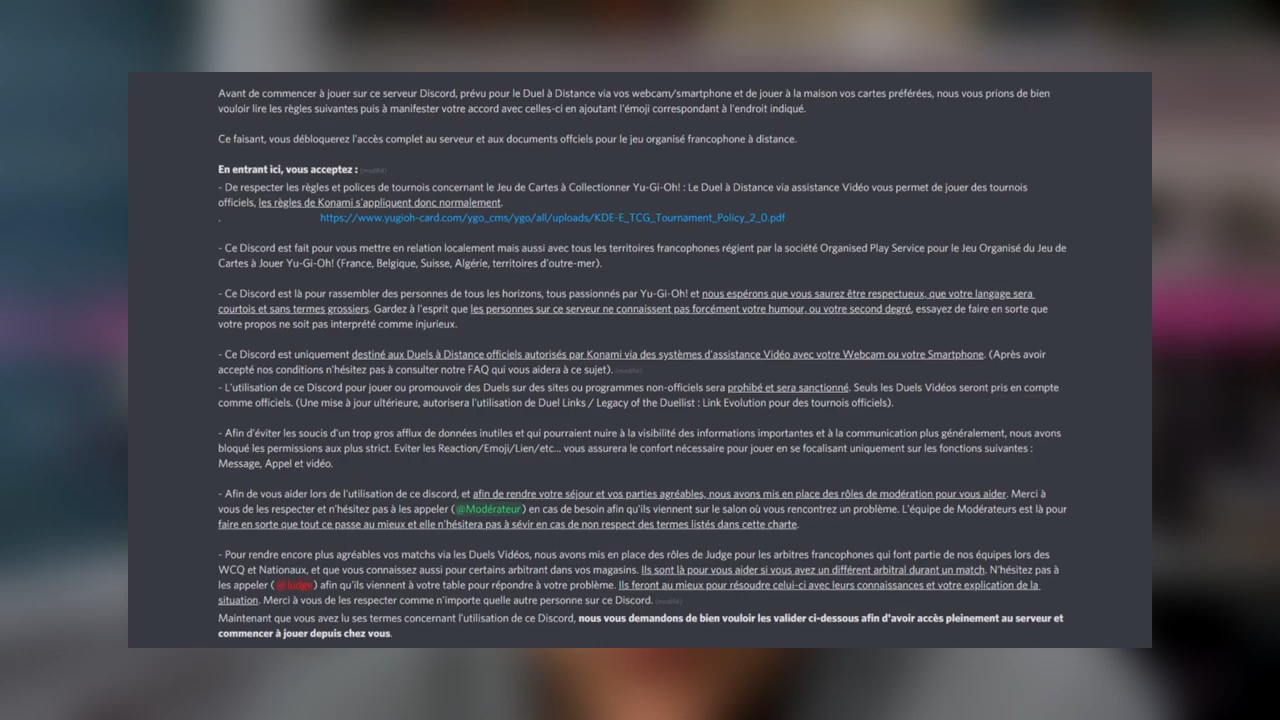 Avant de commencer à jouer sur ce serveur Discord, prévu pour le Duel à Distance via vos webcam/smartphone et de jouer à la maison vos cartes préférées, nous vous prions de bien
vouloir lire les règles suivantes puis à manifester votre accord avec celles-ci en ajoutant l'émoji correspondant à l'endroit indiqué.
Ce faisant, vous débloquerez l'accès complet au serveur et aux documents offciels pour le jeu organisé francophone à distance.
En entrant ici, vous acceptez : (modifié)
- De respecter les règles et polices de tournois concernant le Jeu de Cartes à Collectionner Yu-Gi-Oh! : Le Duel à Distance via assistance Vidéo vous permet de jouer des tournois
officiels, les règles de Konami s'appliquent donc normalement.
. https://www.yugioh-card.com/ygo_cms/ygo/all/uploads/KDE-E_TCG_Tournament_Policy_2_0.pdf
- Ce Discord est fait pour vous mettre en relation localement mais aussi avec tous les territoires francophones régient par la société Organised Play Service pour le Jeu Organisé du Jeu de
Cartes à Jouer Yu-Gi-Oh! (France, Belgique, Suisse, Algérie, territoires d'outre-mer).
- Ce Discord est là pour rassembler des personnes de tous les horizons, tous passionnés par Yu-Gi-Oh! et nous espérons que vous saurez être respectueux, que votre langage sera
courtois et sans termes grossiers. Gardez à l'esprit que les personnes sur ce serveur ne connaissent pas forcément votre humour, ou votre second degré, essayez de faire en sorte que
votre propos ne soit pas interprété comme injurieux.
- Ce Discord est uniquement destiné aux Duels à Distance officiels autorisés par Konami via des systèmes d'assistance Vidéo avec votre Webcam ou votre Smartphone. (Après avoir
accepté nos conditions n'hésitez pas à consulter notre FAQ qui vous aidera à ce sujet). (modifié)
- L'utilisation de ce Discord pour jouer ou promouvoir des Duels sur des sites ou programmes non-officiels sera prohibé et sera sanctionné. Seuls les Duels Vidéos seront pris en compte
comme officiels. (Une mise à jour ultérieure, autorisera l'utilisation de Duel Links / Legacy of the Duellist : Link Evolution pour des tournois officiels).
- Afin d'éviter les soucis d'un trop gros afflux de données inutiles et qui pourraient nuire à la visibilité des informations importantes et à la communication plus généralement, nous avons
bloqué les permissions aux plus strict. Eviter les Reaction/Emoji/Lien/etc... vous assurera le confort nécessaire pour jouer en se focalisant uniquement sur les fonctions suivantes :
Message, Appel et vidéo.
- Afin de vous aider lors de l'utilisation de ce discord, et afin de rendre votre séjour et vos parties agréables, nous avons mis en place des rôles de modération pour vous aider. Merci à
vous de les respecter et n'hésitez pas à les appeler (@Modérateur) en cas de besoin afin qu'ils viennent sur le salon où vous rencontrez un problème. L'équipe de Modérateurs est là pour
faire en sorte que tout ce passe au mieux et elle n'hésitera pas à sévir en cas de non respect des termes listés dans cette charte.
- Pour rendre encore plus agréables vos matchs via les Duels Vidéos, nous avons mis en place des rôles de Judge pour les arbitres francophones qui font partie de nos équipes lors des
WCQ et Nationaux, et que vous connaissez aussi pour certains arbitrant dans vos magasins. Ils sont là pour vous aider si vous avez un différent arbitral durant un match. N'hésitez pas à
les appeler (@Judge) afin qu'ils viennent à votre table pour répondre à votre problème. Ils feront au mieux pour résoudre celui-ci avec leurs connaissances et votre explication de la
situation. Merci à vous de les respecter comme n'importe quelle autre personne sur ce Discord. (modifié)
Maintenant que vous avez lu ses termes concernant l'utilisation de ce Discord, nous vous demandons de bien vouloir les valider ci-dessous afin d'avoir accès pleinement au serveur et
commencer à jouer depuis chez vous.